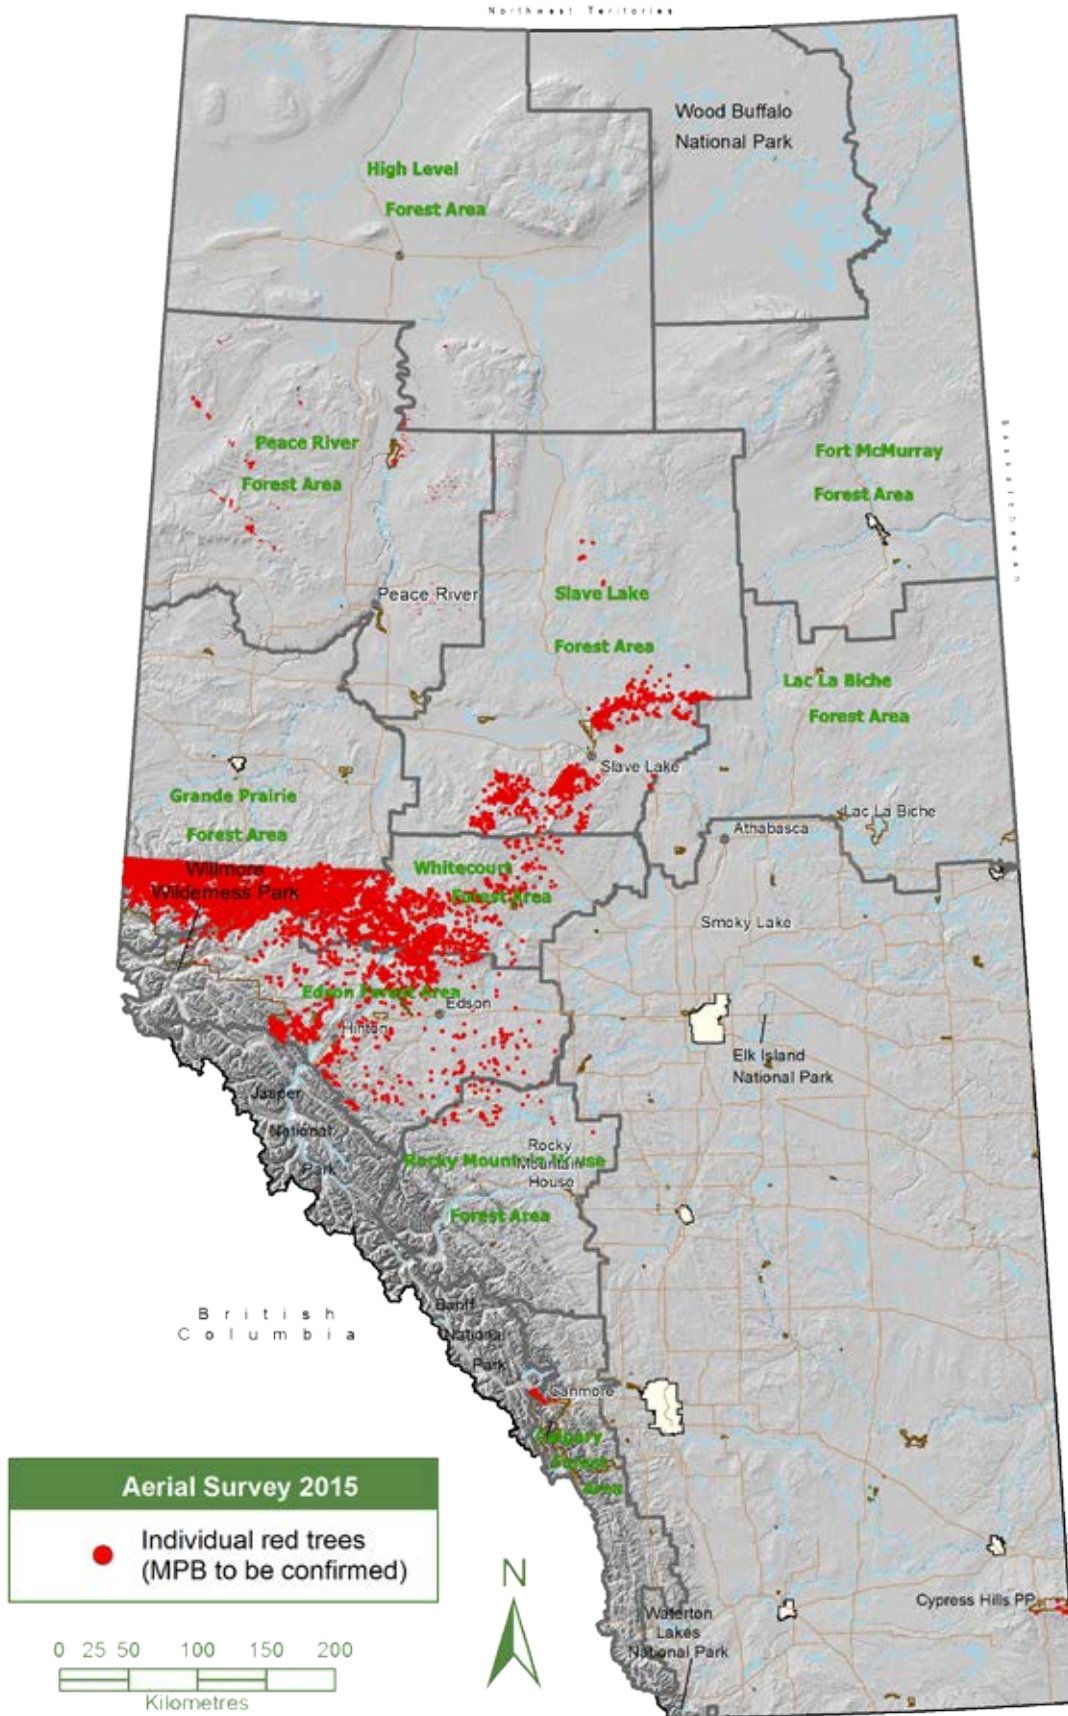 Northwest Territories
Wood Buffalo
National Park
High Level
Forest Area
Saskatchewan
Peace River
Forest Area
Fort McMurray
Forest Area
Peace River
Slave Lake
Forest Area
Lac La Biche
Forest Area
Slave Lake
Grande Prairie
Forest Area
Lac La Biche
Athabasca
Willmore
Wilderness Park
Whitecourt
Forest Area
Smoky Lake
Edson Forest Area
Edson
Hinton
Elk Island
National Park
Jasper
National
Park
Rocky
Mountain
House
Rocky Mountain House
Forest Area
British
Columbia
Banff
National
Park
Canmore
Calgary
Forest
Area
Aerial Survey 2015
Individual red trees
(MPB to be confirmed)
N
0 25 50 100 150 200
Kilometres
Cypress Hills PP
Waterton
Lakes
National Park